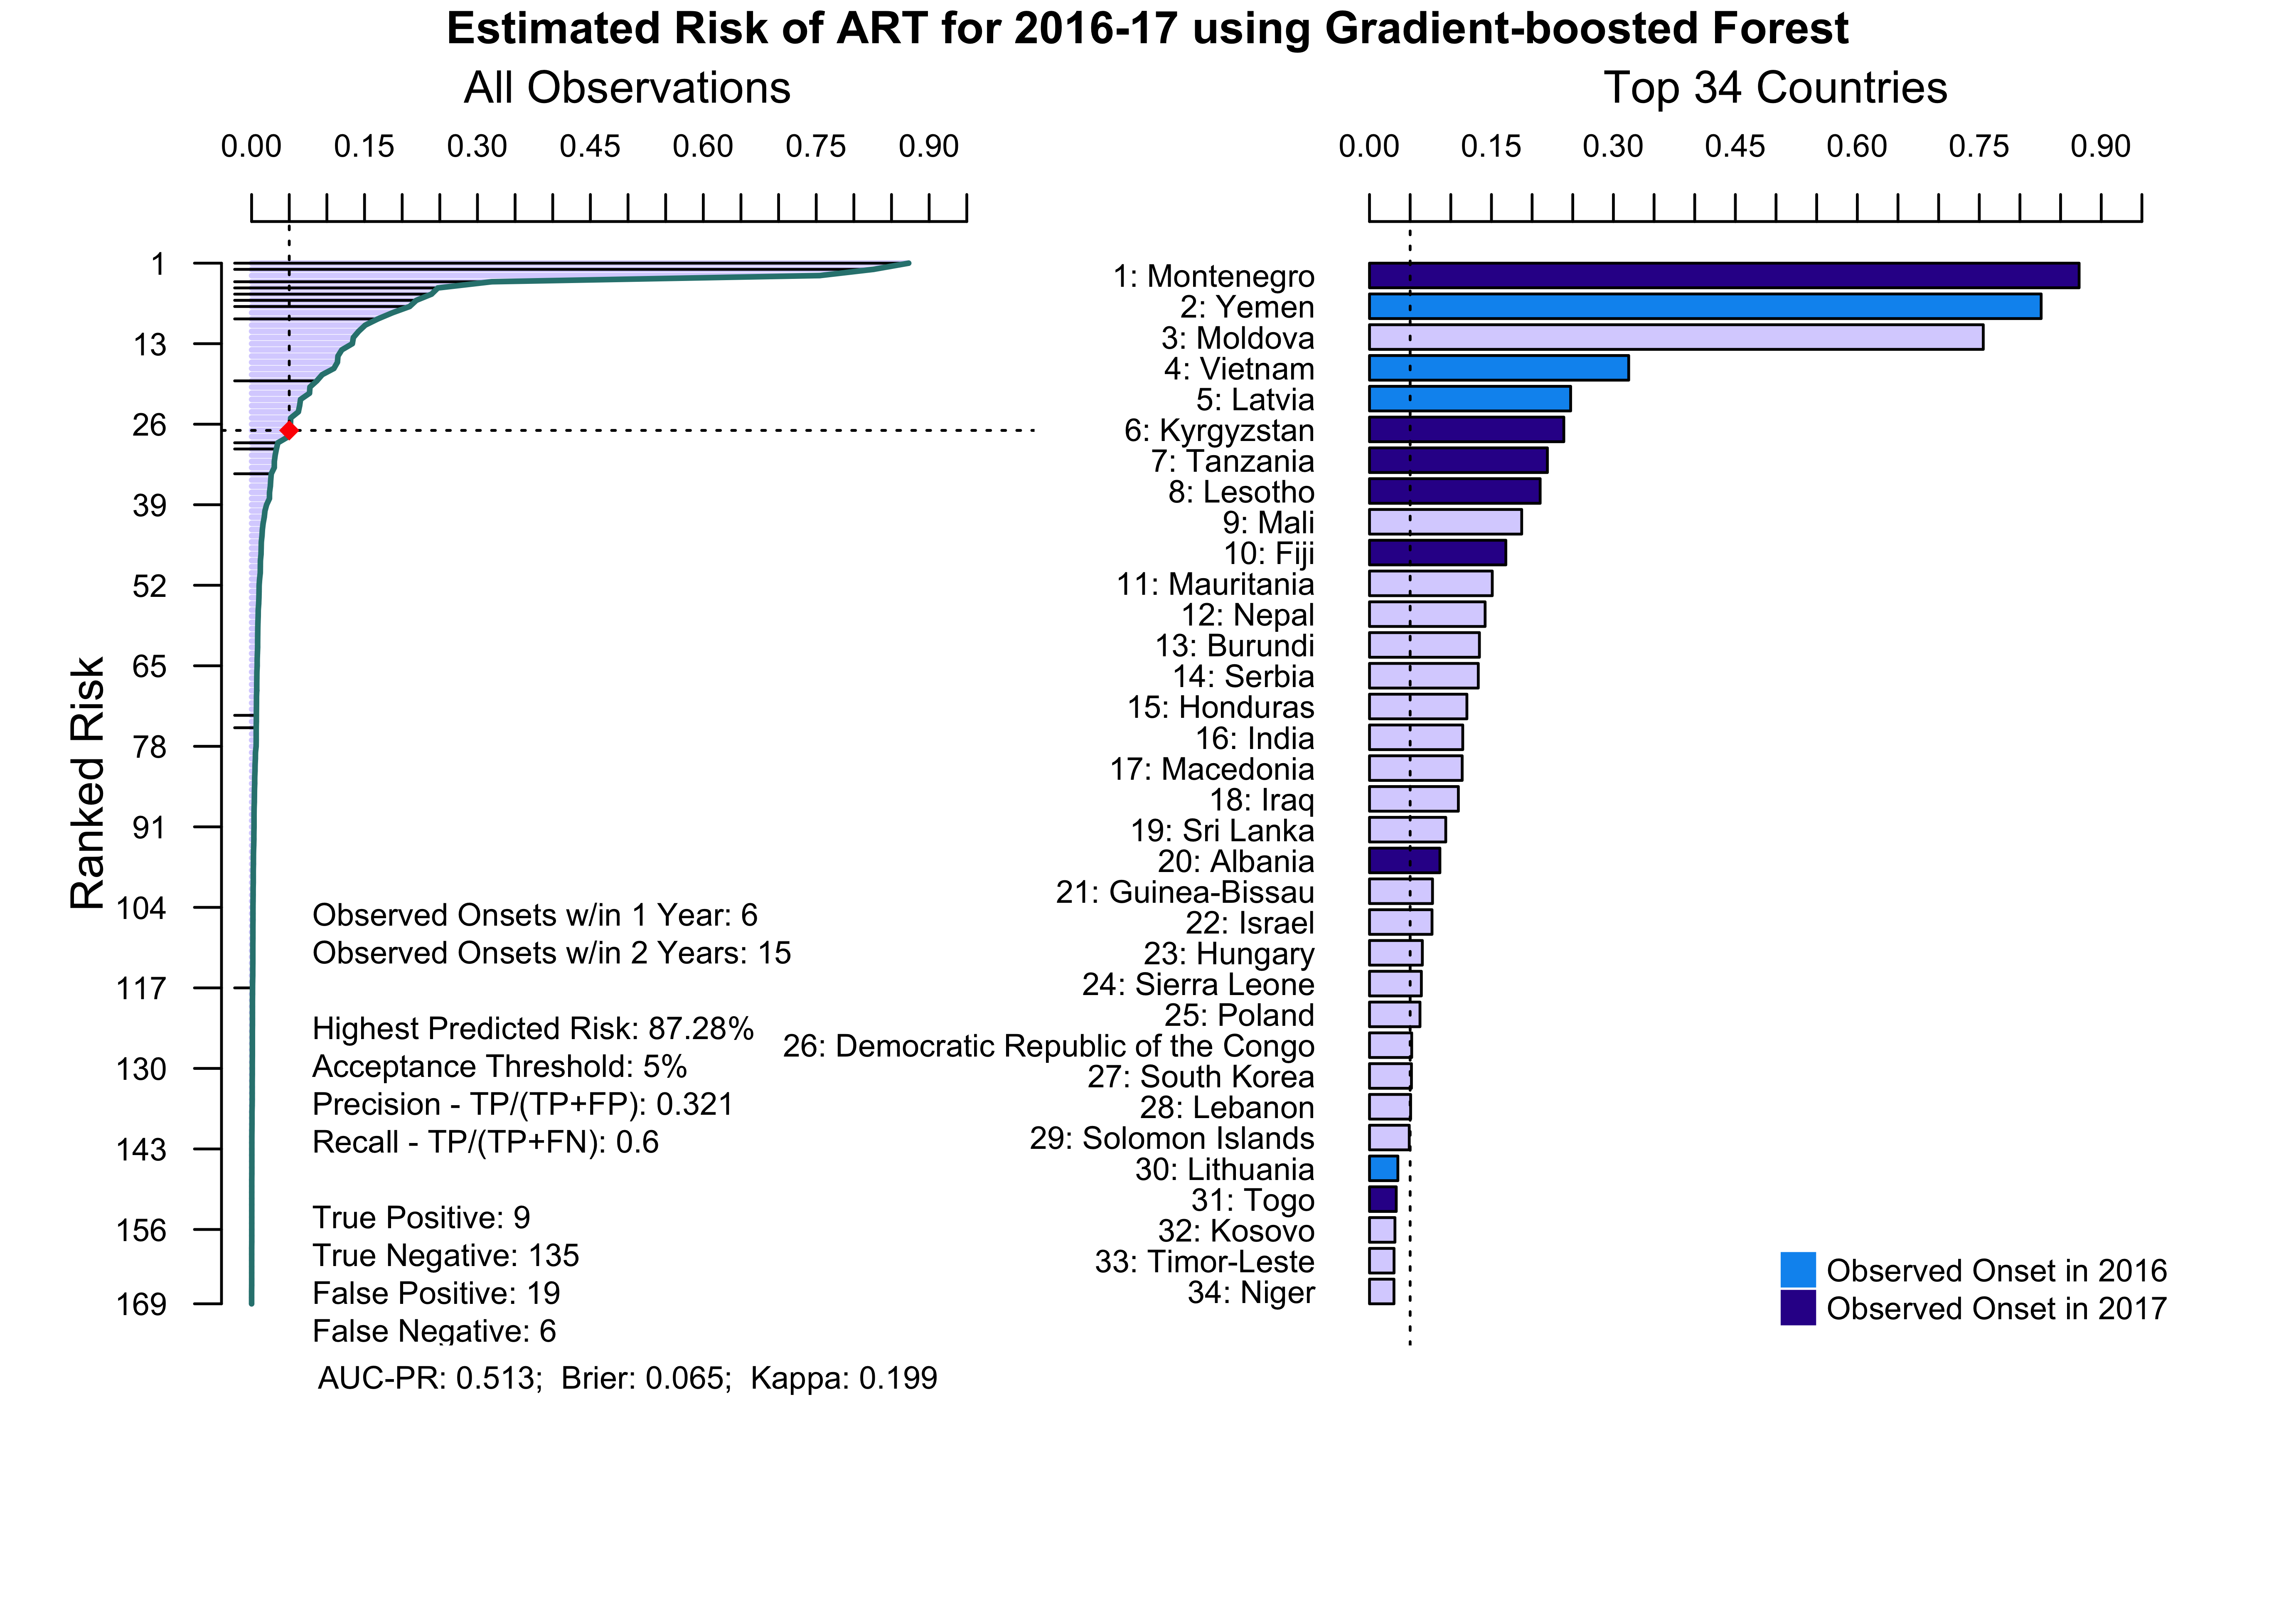 Estimated Risk of ART for 2016-17 using Gradient-boosted Forest
All Observations
0.00 0.15 0.30 0.45 0.60 0.75 0.90
Ranked Risk
1
13
26
39
52
65
78
91
104
117
130
143
156
169
Observed Onsets w/in 1 Year: 6
Observed Onsets w/in 2 Years: 15
Highest Predicted Risk: 87.28%
Acceptance Threshold: 5%
Precision - TP/(TP+FP): 0.321
Recall - TP/(TP+FN): 0.6
True Positive: 9
True Negative: 135
False Positive: 19
False Negative: 6
AUC-PR: 0.513; Brier: 0.065; Kappa: 0.199
Top 34 Countries
0.00 0.15 0.30 0.45 0.60 0.75 0.90
1: Montenegro
2: Yemen
3: Moldova
4: Vietnam
5: Latvia
6: Kyrgyzstan
7: Tanzania
8: Lesotho
9: Mali
10: Fiji
11: Mauritania
12: Nepal
13: Burundi
14: Serbia
15: Honduras
16: India
17: Macedonia
18: Iraq
19: Sri Lanka
20: Albania
21: Guinea-Bissau
22: Israel
23: Hungary
24: Sierra Leone
25: Poland
26: Democratic Republic of the Congo
27: South Korea
28: Lebanon
29: Solomon Islands
30: Lithuania
31: Togo
32: Kosovo
33: Timor-Leste
34: Niger
Observed Onset in 2016
Observed Onset in 2017